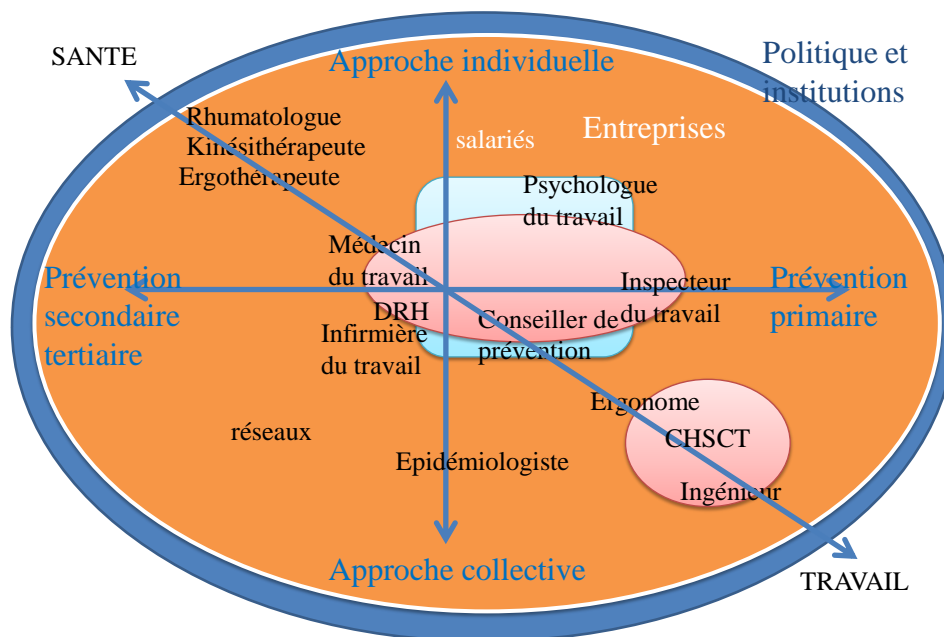 SANTE
Approche individuelle
Politique et
institutions
Rhumatologue
Kinésithérapeute
Ergothérapeute
salariés
Entreprises
Psychologue
du travail
Médecin
du travail
Prévention
secondaire
tertiaire
Inspecteur
du travail
Prévention
primaire
DRH
Infirmière
du travail
Conseiller de
prévention
Ergonome
CHSCT
Ingénieur
réseaux
Epidémiologiste
Approche collective
TRAVAIL